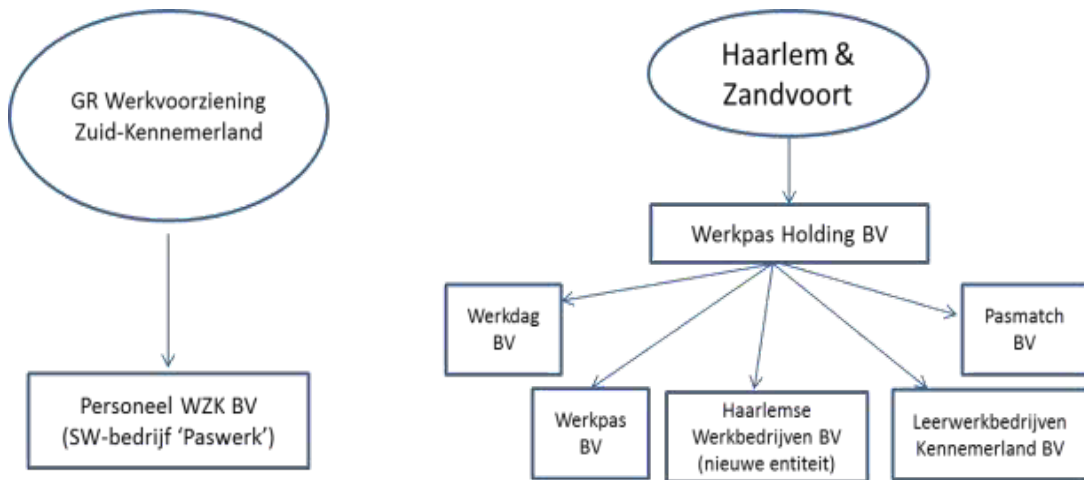 GR Werkvoorziening
Zuid-Kennemerland
Personeel WZK BV
(SW-bedrijf ‘Paswerk’)
Haarlem &
Zandvoort
Werkpas Holding BV
Werkdag
BV
Pasmatch
BV
Werkpas
BV
Haarlemse
Werkbedrijven BV
(nieuwe entiteit)
Leerwerkbedrijven
Kennemerland BV